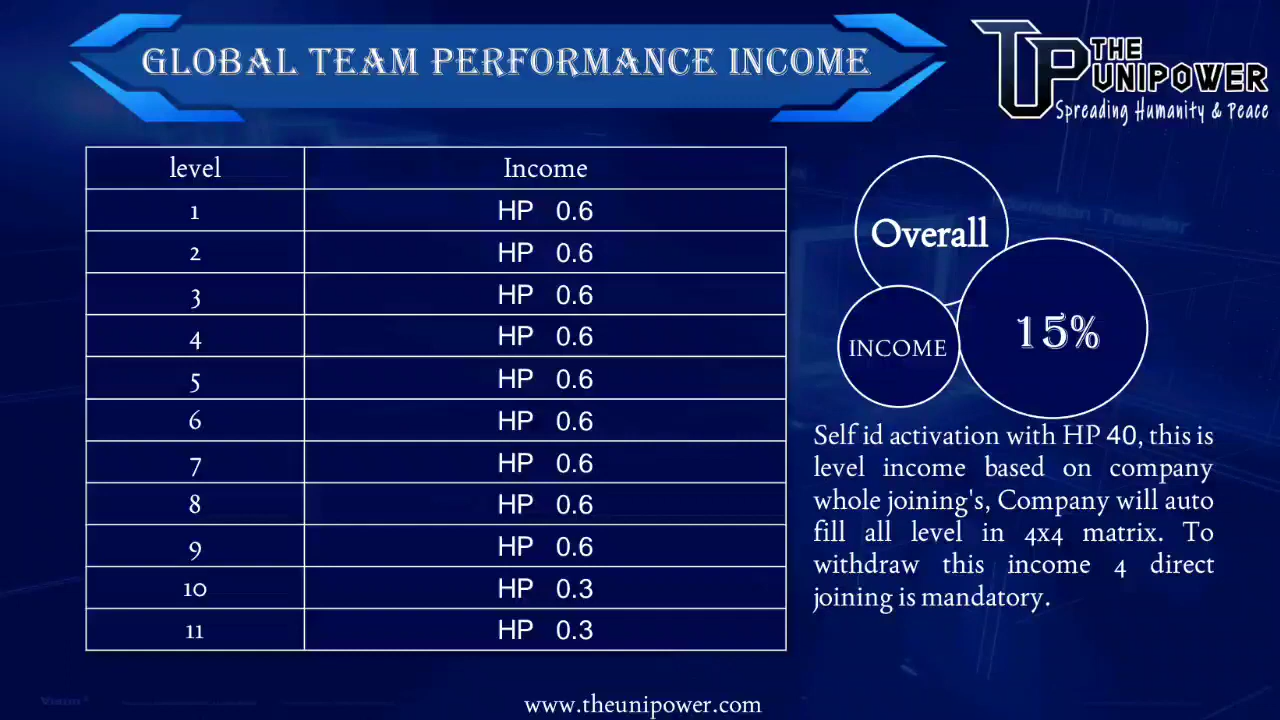 GLOBAL TEAM PERFORMANCE INCOME
THE
UNIPOWER
Spreading Humanity & Peace
level Income
1 HP 0.6
2 HP 0.6
3 HP 0.6
4 HP 0.6
5 HP 0.6
6 HP 0.6
7 HP 0.6
8 HP 0.6
9 HP 0.6
10 HP 0.3
11 HP 0.3
Overall
INCOME
15%
Self id activation with HP 40, this is
level income based on company
whole joining's, Company will auto
fill all level in 4x4 matrix. To
withdraw this income 4 direct
joining is mandatory.
www.theunipower.com